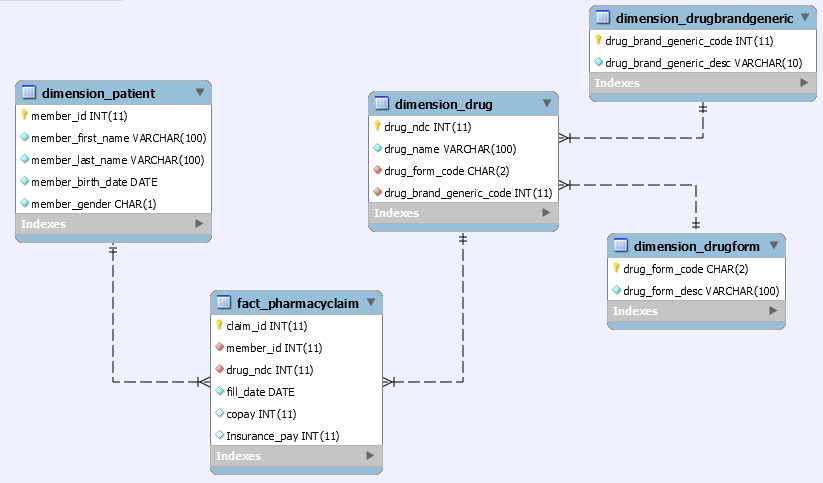 dimension_drugbrandgeneric
drug_brand_generic_code INT(11)
drug_brand_generic_desc VARCHAR(10)
Indexes
dimension_patient
member_id INT(11)
member_first_name VARCHAR(100)
member_last_name VARCHAR(100)
member_birth_date DATE
member_gender CHAR(1)
Indexes
dimension_drug
drug_ndc INT(11)
drug_name VARCHAR(100)
drug_form_code CHAR(2)
drug_brand_generic_code INT(11)
Indexes
dimension_drugform
drug_form_code CHAR(2)
drug_form_desc VARCHAR(100)
Indexes
fact_pharmacyclaim
claim_id INT(11)
member_id INT(11)
drug_ndc INT(11)
fill_date DATE
copay INT(11)
Insurance_pay INT(11)
Indexes